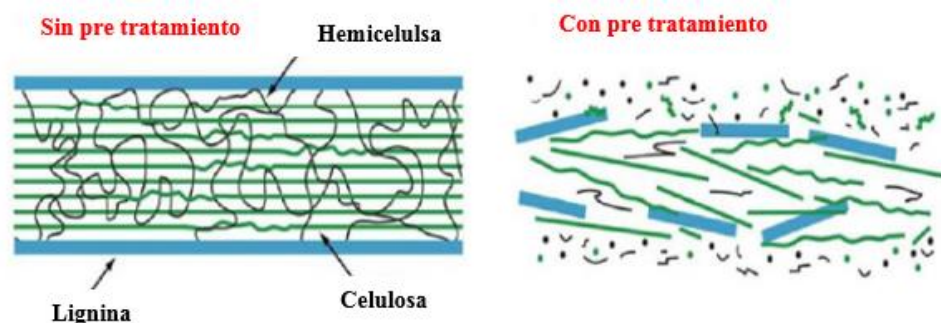 Sin pre tratamiento
Hemicelulsa
Con pre tratamiento
Lignina
Celulosa